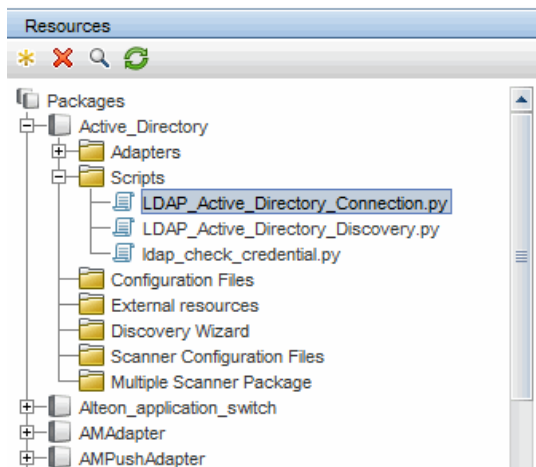 Resources
Packages
Active_Directory
Adapters
Scripts
LDAP_Active_Directory_Connection.py
LDAP_Active_Directory_Discovery.py
ldap_check_credential.py
Configuration Files
External resources
Discovery Wizard
Scanner Configuration Files
Multiple Scanner Package
Alteon_application_switch
AMAdapter
AMPushAdapter